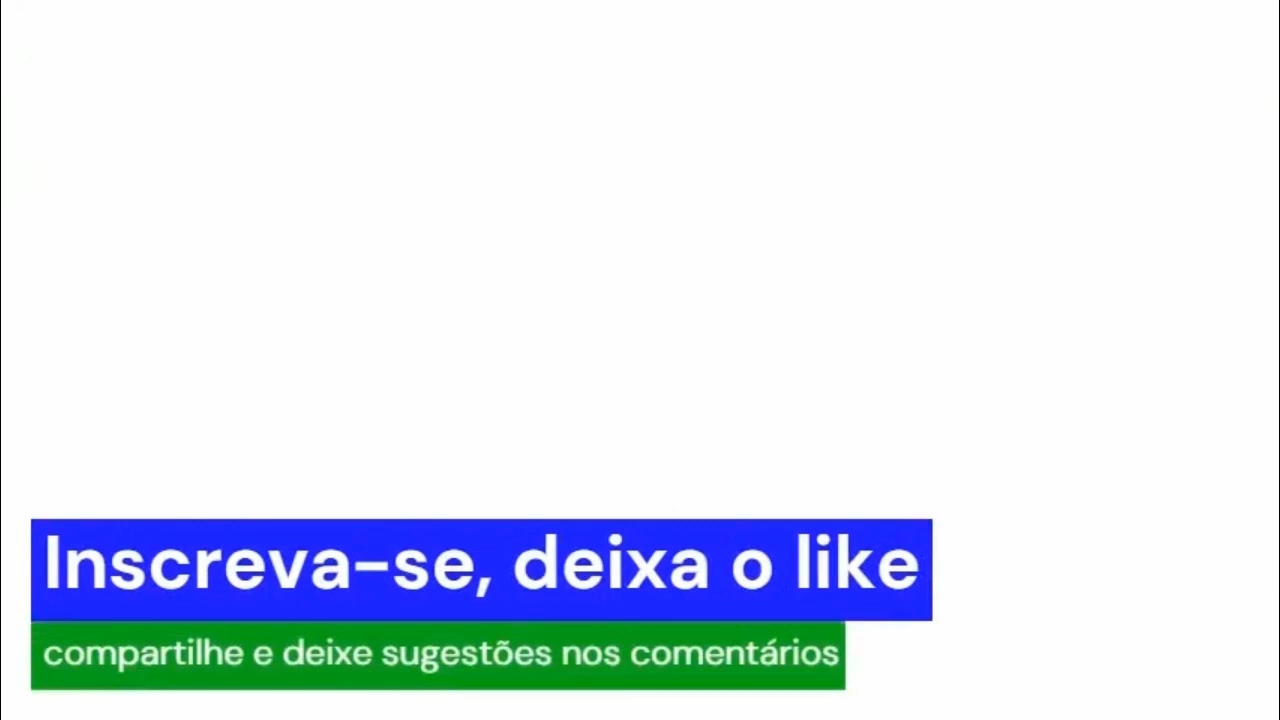 Inscreva-se, deixa o like
compartilhe e deixe sugestões nos comentários